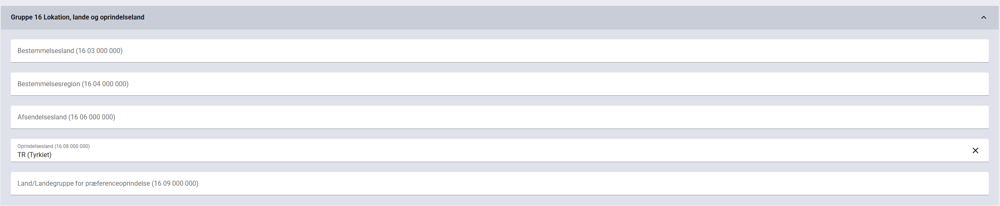 Gruppe 16 Lokation, lande og oprindelseland
Bestemmelsesland (16 03 000 000)
Bestemmelsesregion (16 04 000 000)
Afsendelsesland (16 06 000 000)
Oprindelsesland (16 08 000 000)
TR (Tyrkiet)
Land/Landegruppe for præferenceoprindelse (16 09 000 000)